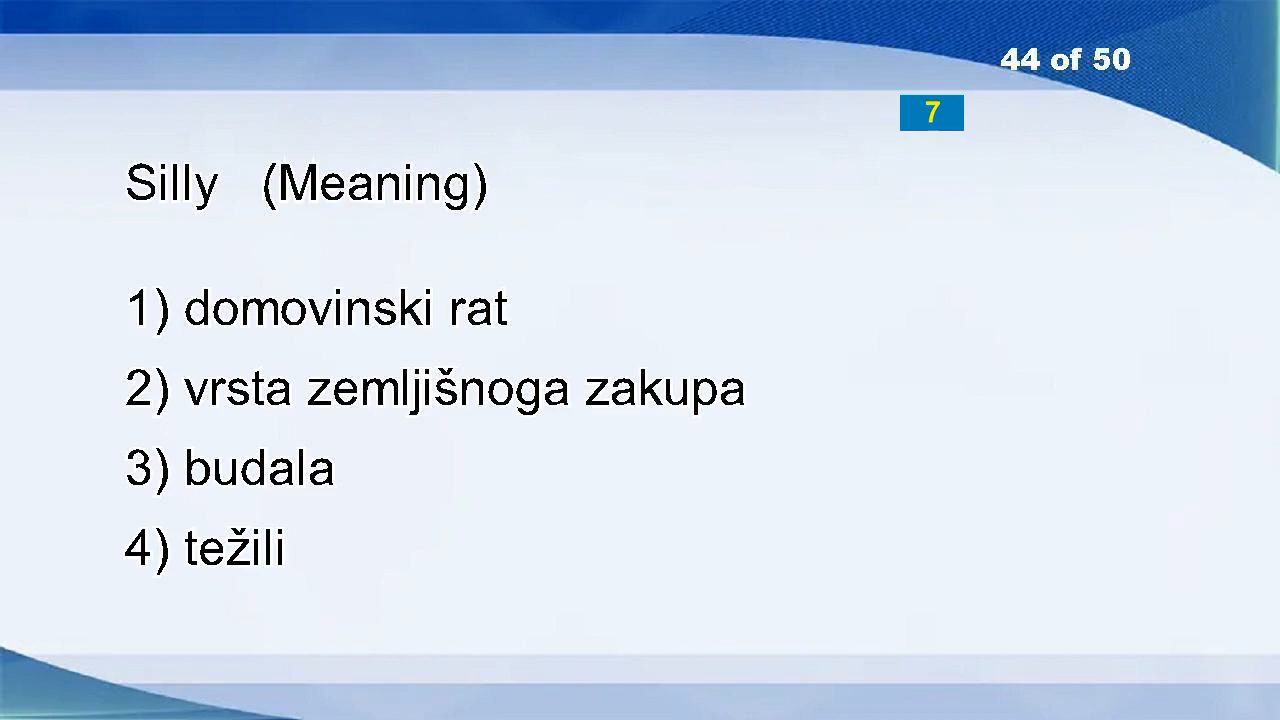 44 of 50
7
Silly (Meaning)
1) domovinski rat
2) vrsta zemljišnoga zakupa
3) budala
4) težili